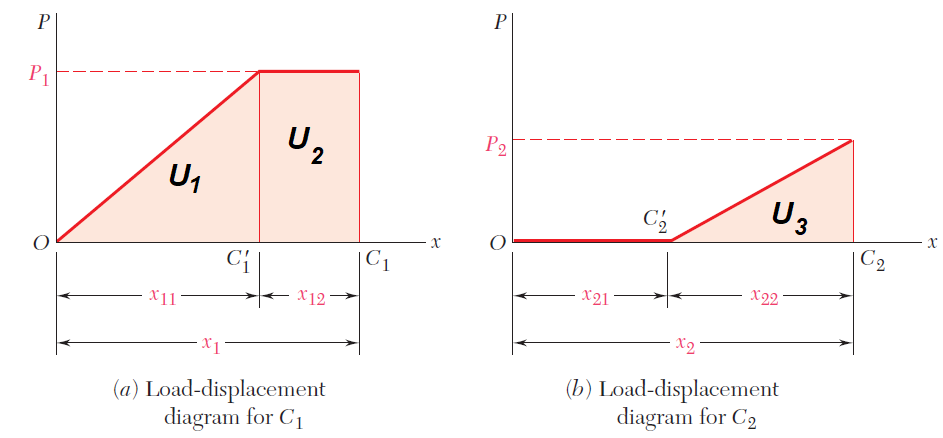 P
P1
U1
U2
O
C′1
C1
x
x11
x12
x1
(a) Load-displacement
diagram for C1
P
P2
C′2
U3
O
C2
x
x21
x22
x2
(b) Load-displacement
diagram for C2